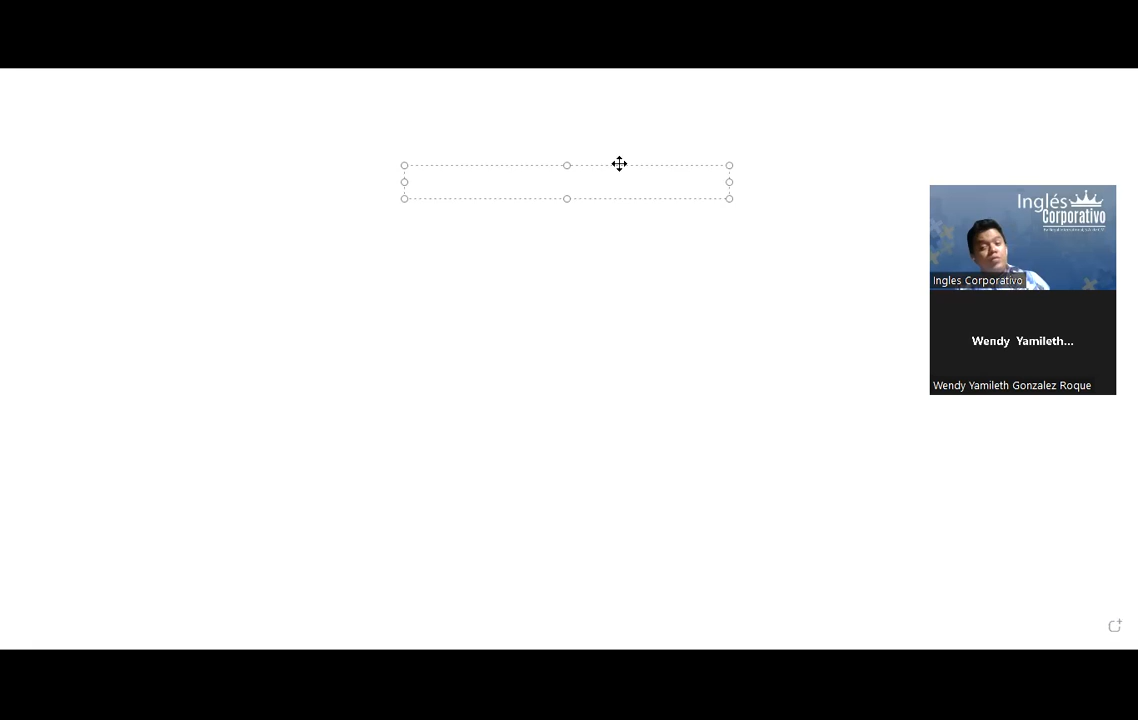 Inglés
Corporativo
Ingles Corporativo
Wendy Yamileth...
Wendy Yamileth Gonzalez Roque